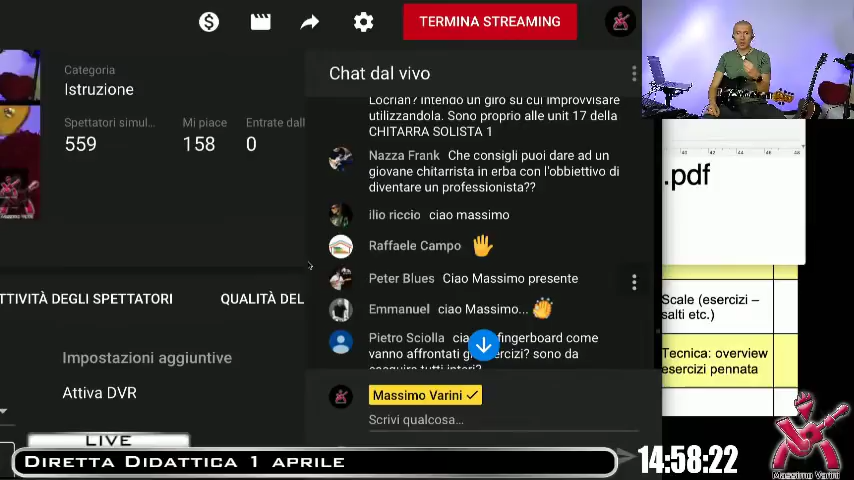 TERMINA STREAMING
Categoria
Istruzione
Spettatori simul...
Mi piace
Entrate dall
559
158
0
TTIVITÀ DEGLI SPETTATORI
QUALITÀ DEL
Impostazioni aggiuntive
Attiva DVR
Chat dal vivo
Locrian? Intendo un giro su cui improvvisare
utilizzandola. Sono proprio alle unit 17 della
CHITARRA SOLISTA 1
Nazza Frank Che consigli puoi dare ad un
giovane chitarrista in erba con l'obbiettivo di
diventare un professionista??
ilio riccio ciao massimo
Raffaele Campo 🖐
Peter Blues Ciao Massimo presente
Emmanuel ciao Massimo... 👏
Pietro Sciolla fingerboard come
vanno affrontati esercizi? sono da
eseguire tutti interi?
Massimo Varini ✓
Scrivi qualcosa...
.pdf
Scale (esercizi –
salti etc.)
Tecnica: overview
esercizi pennata
LIVE
DIRETTA DIDATTICA 1 APRILE
14:58:22
Massimo Varini